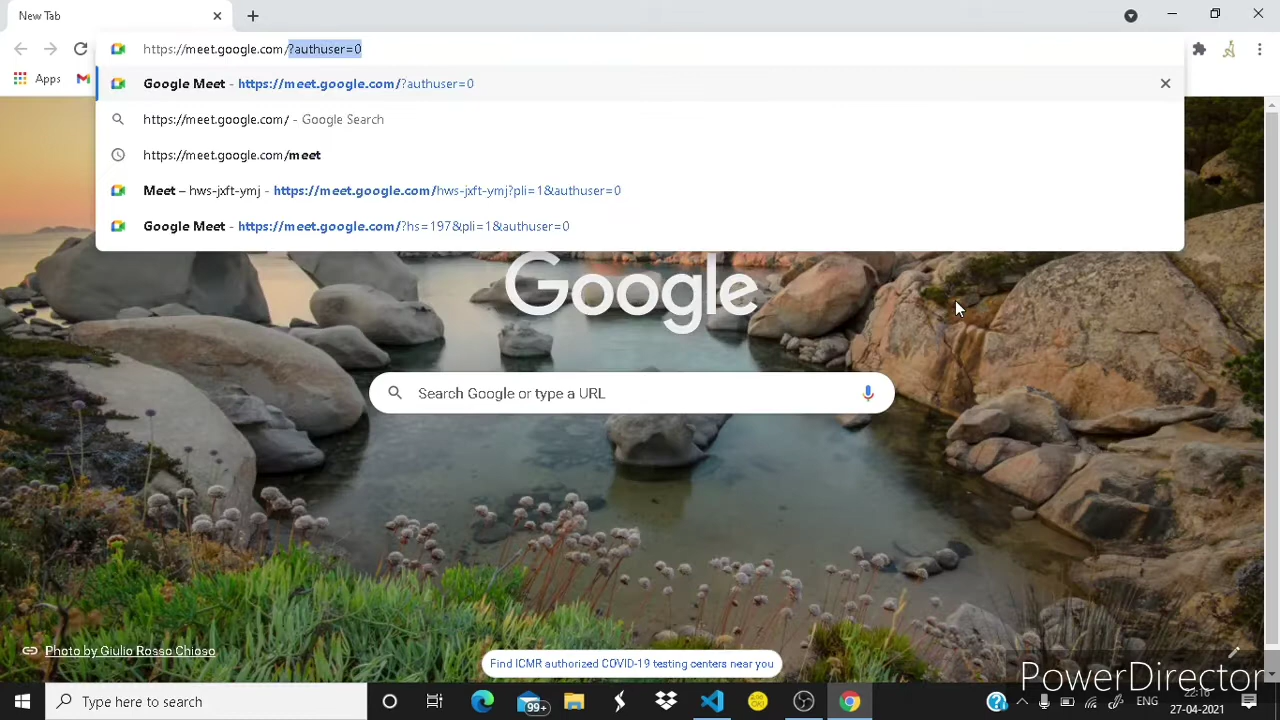 New Tab
https://meet.google.com/?authuser=0
Apps
Google Meet - https://meet.google.com/?authuser=0
https://meet.google.com/ - Google Search
https://meet.google.com/meet
Meet – hws-jxft-ymj - https://meet.google.com/hws-jxft-ymj?pli=1&authuser=0
Google Meet - https://meet.google.com/?hs=197&pli=1&authuser=0
Google
Search Google or type a URL
Photo by Giulio Rosso Chioso
Find ICMR authorized COVID-19 testing centers near you
PowerDirector
Type here to search
99+
ENG
27-04-2021